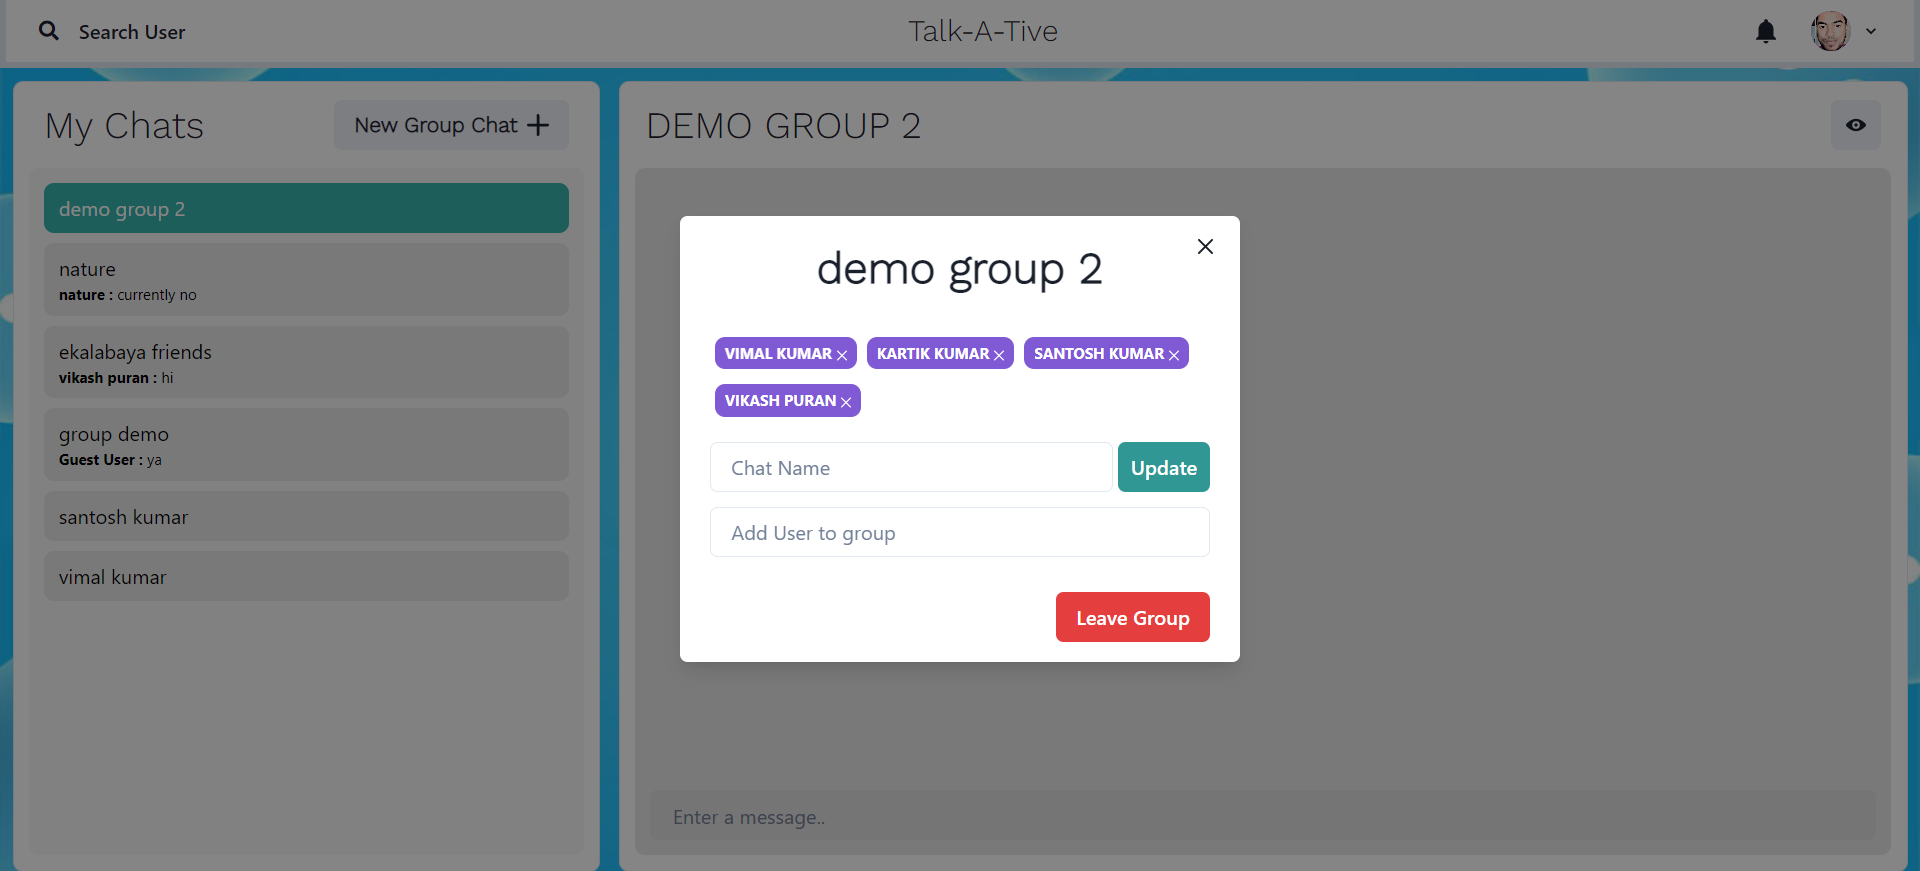 Search User
Talk-A-Tive
My Chats
New Group Chat
demo group 2
nature
nature : currently no
ekalabaya friends
vikash puran : hi
group demo
Guest User : ya
santosh kumar
vimal kumar
DEMO GROUP 2
demo group 2
VIMAL KUMAR
KARTIK KUMAR
SANTOSH KUMAR
VIKASH PURAN
Chat Name
Update
Add User to group
Leave Group
Enter a message..